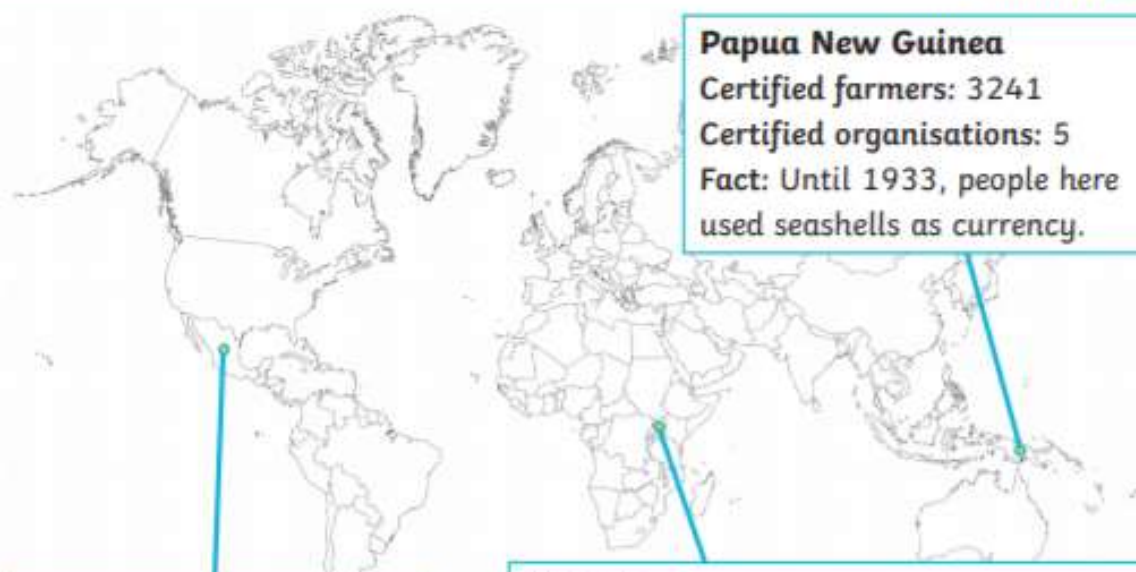 Papua New Guinea
Certified farmers: 3241
Certified organisations: 5
Fact: Until 1933, people here
used seashells as currency.